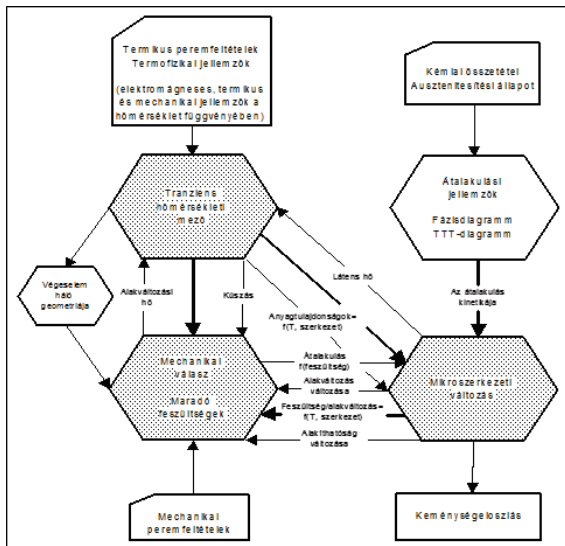 Termikus peremfeltételek
Termofizikai jellemzők
(elektromágneses, termikus
és mechanikai jellemzők a
hőmérséklet függvényében)
Kémiai összetétel
Ausztenitesítési állapot
Tranziens
hőmérsékleti
mező
Átalakulási
jellemzők
Fázisdiagramm
TTT-diagramm
Végeselem
háló
geometriája
Alakváltozási
hő
Kúszás
Látens hő
Az átalakulás
kinetikája
Anyagtulajdonságok=
f(T, szerkezet)
Mechanikai
válasz
Maradó
feszültségek
Átalakulás
f(feszültség)
Alakváltozás
változása
Feszültség/alakváltozás=
f(T, szerkezet)
Alakíthatóság
változása
Mikroszerkezeti
változás
Mechanikai
peremfeltételek
Keménységeloszlás